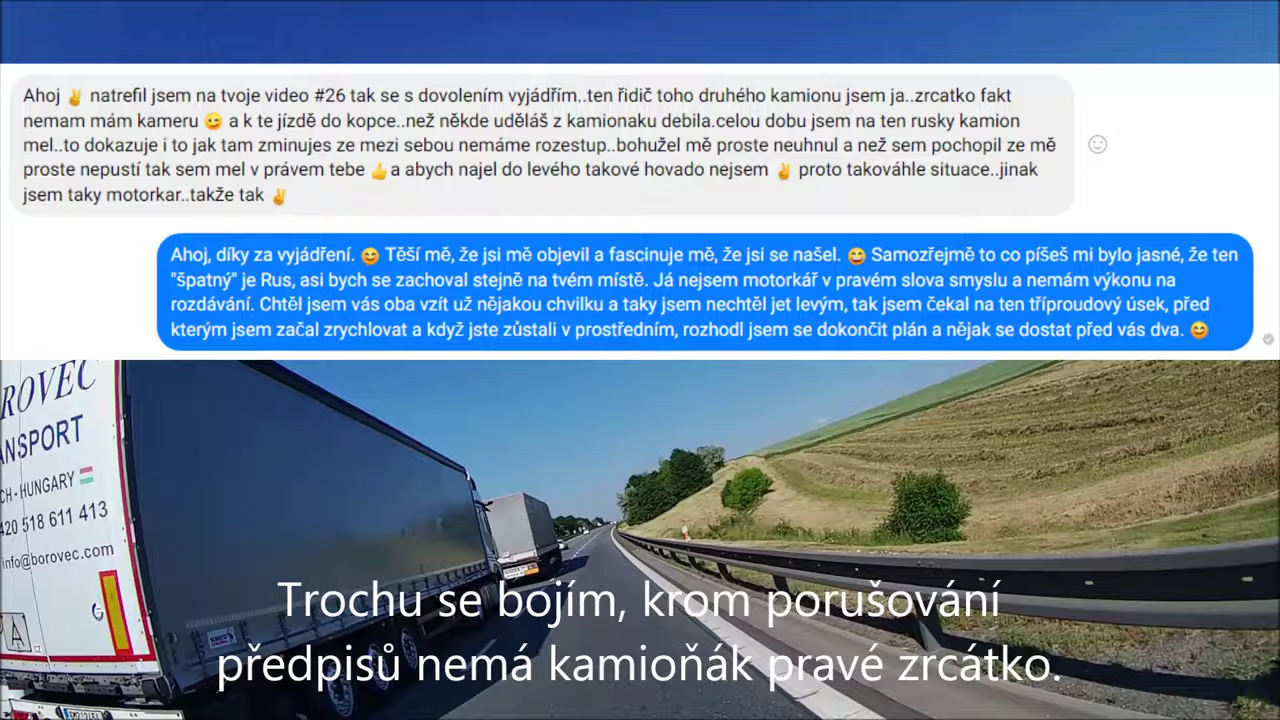 Ahoj ✌️ natrefil jsem na tvoje video #26 tak se s dovolením vyjádřím..ten řidič toho druhého kamionu jsem ja..zrcatko fakt
nemam mám kameru 😉 a k te jízdě do kopce..než někde uděláš z kamionaku debila.celou dobu jsem na ten rusky kamion
mel..to dokazuje i to jak tam zminujes ze mezi sebou nemáme rozestup..bohužel mě proste neuhnul a než sem pochopil ze mě
proste nepustí tak sem mel v právem tebe 👍a abych najel do levého takové hovado nejsem ✌️ proto takováhle situace..jinak
jsem taky motorkar..takže tak ✌️
Ahoj, díky za vyjádření. 😊 Těší mě, že jsi mě objevil a fascinuje mě, že jsi se našel. 😄 Samozřejmě to co píšeš mi bylo jasné, že ten
"špatný" je Rus, asi bych se zachoval stejně na tvém místě. Já nejsem motorkář v pravém slova smyslu a nemám výkonu na
rozdávání. Chtěl jsem vás oba vzít už nějakou chvilku a taky jsem nechtěl jet levým, tak jsem čekal na ten tříproudový úsek, před
kterým jsem začal zrychlovat a když jste zůstali v prostředním, rozhodl jsem se dokončit plán a nějak se dostat před vás dva. 😊
ROVEC
ANSPORT
CH - HUNGARY
420 518 611 413
info@borovec.com
A
CZ
Trochu se bojím, krom porušování
předpisů nemá kamioňák pravé zrcátko.